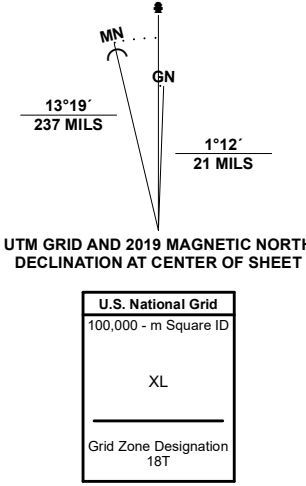 MN
GN
13°19´
237 MILS
1°12´
21 MILS
UTM GRID AND 2019 MAGNETIC NORTH
DECLINATION AT CENTER OF SHEET
U.S. National Grid
100,000 - m Square ID
XL
Grid Zone Designation
18T